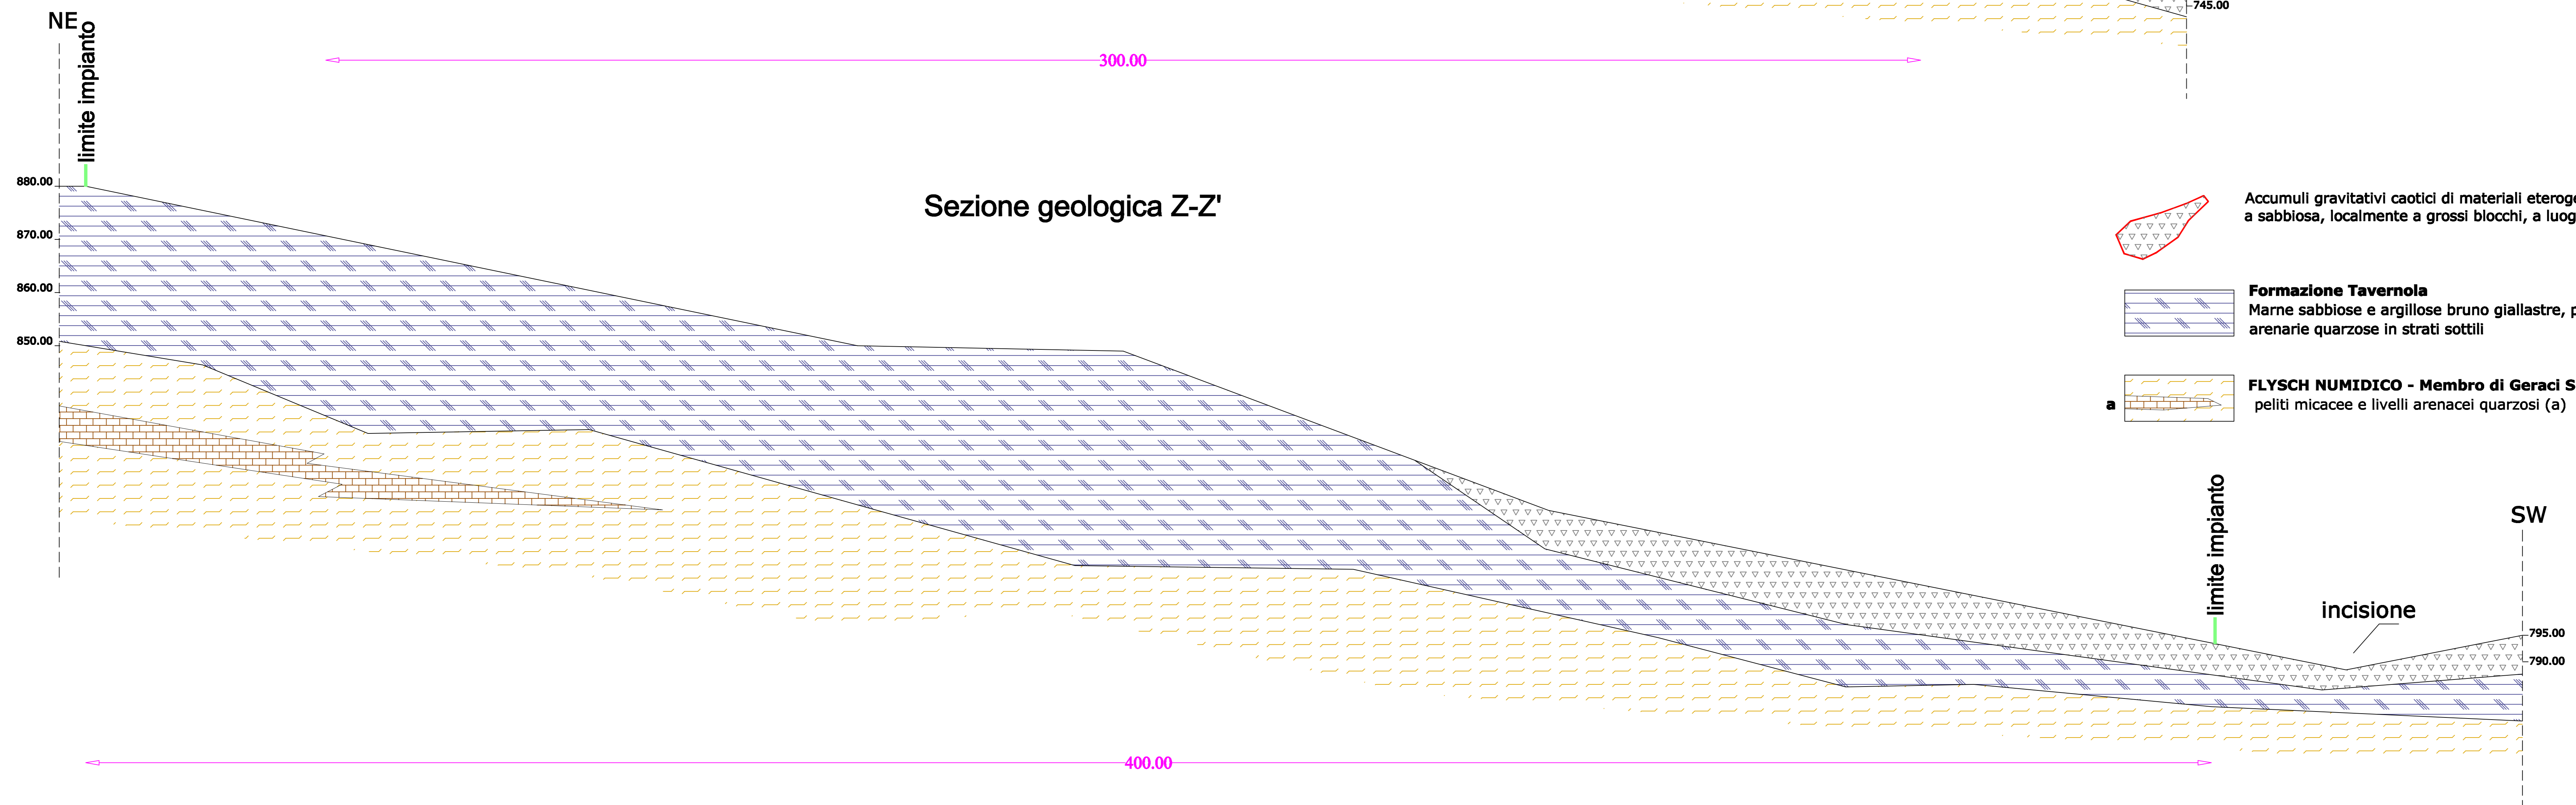 745.00
NE
limite impianto
300.00
880.00
870.00
860.00
850.00
Sezione geologica Z-Z'
Accumuli gravitativi caotici di materiali
a sabbiosa, localmente a grossi blocchi, a
Formazione Tavernola
Marne sabbiose e argillose bruno giallastre,
arenarie quarzose in strati sottili
FLYSCH NUMIDICO - Membro di Geraci
a
peliti micacee e livelli arenacei quarzosi (a)
limite impianto
SW
incisione
795.00
790.00
400.00